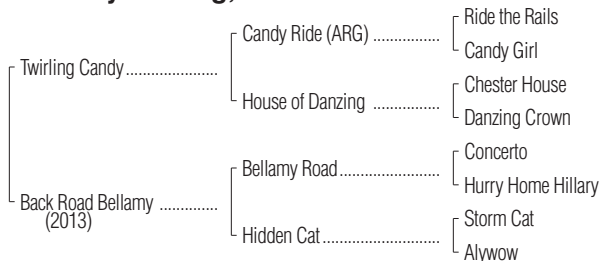 Candy Ride (ARG) ................
Ride the Rails
Candy Girl
Twirling Candy ......................
House of Danzing ................
Chester House
Danzing Crown
Back Road Bellamy ..............
(2013)
Bellamy Road........................
Concerto
Hurry Home Hillary
Hidden Cat............................
Storm Cat
Alywow